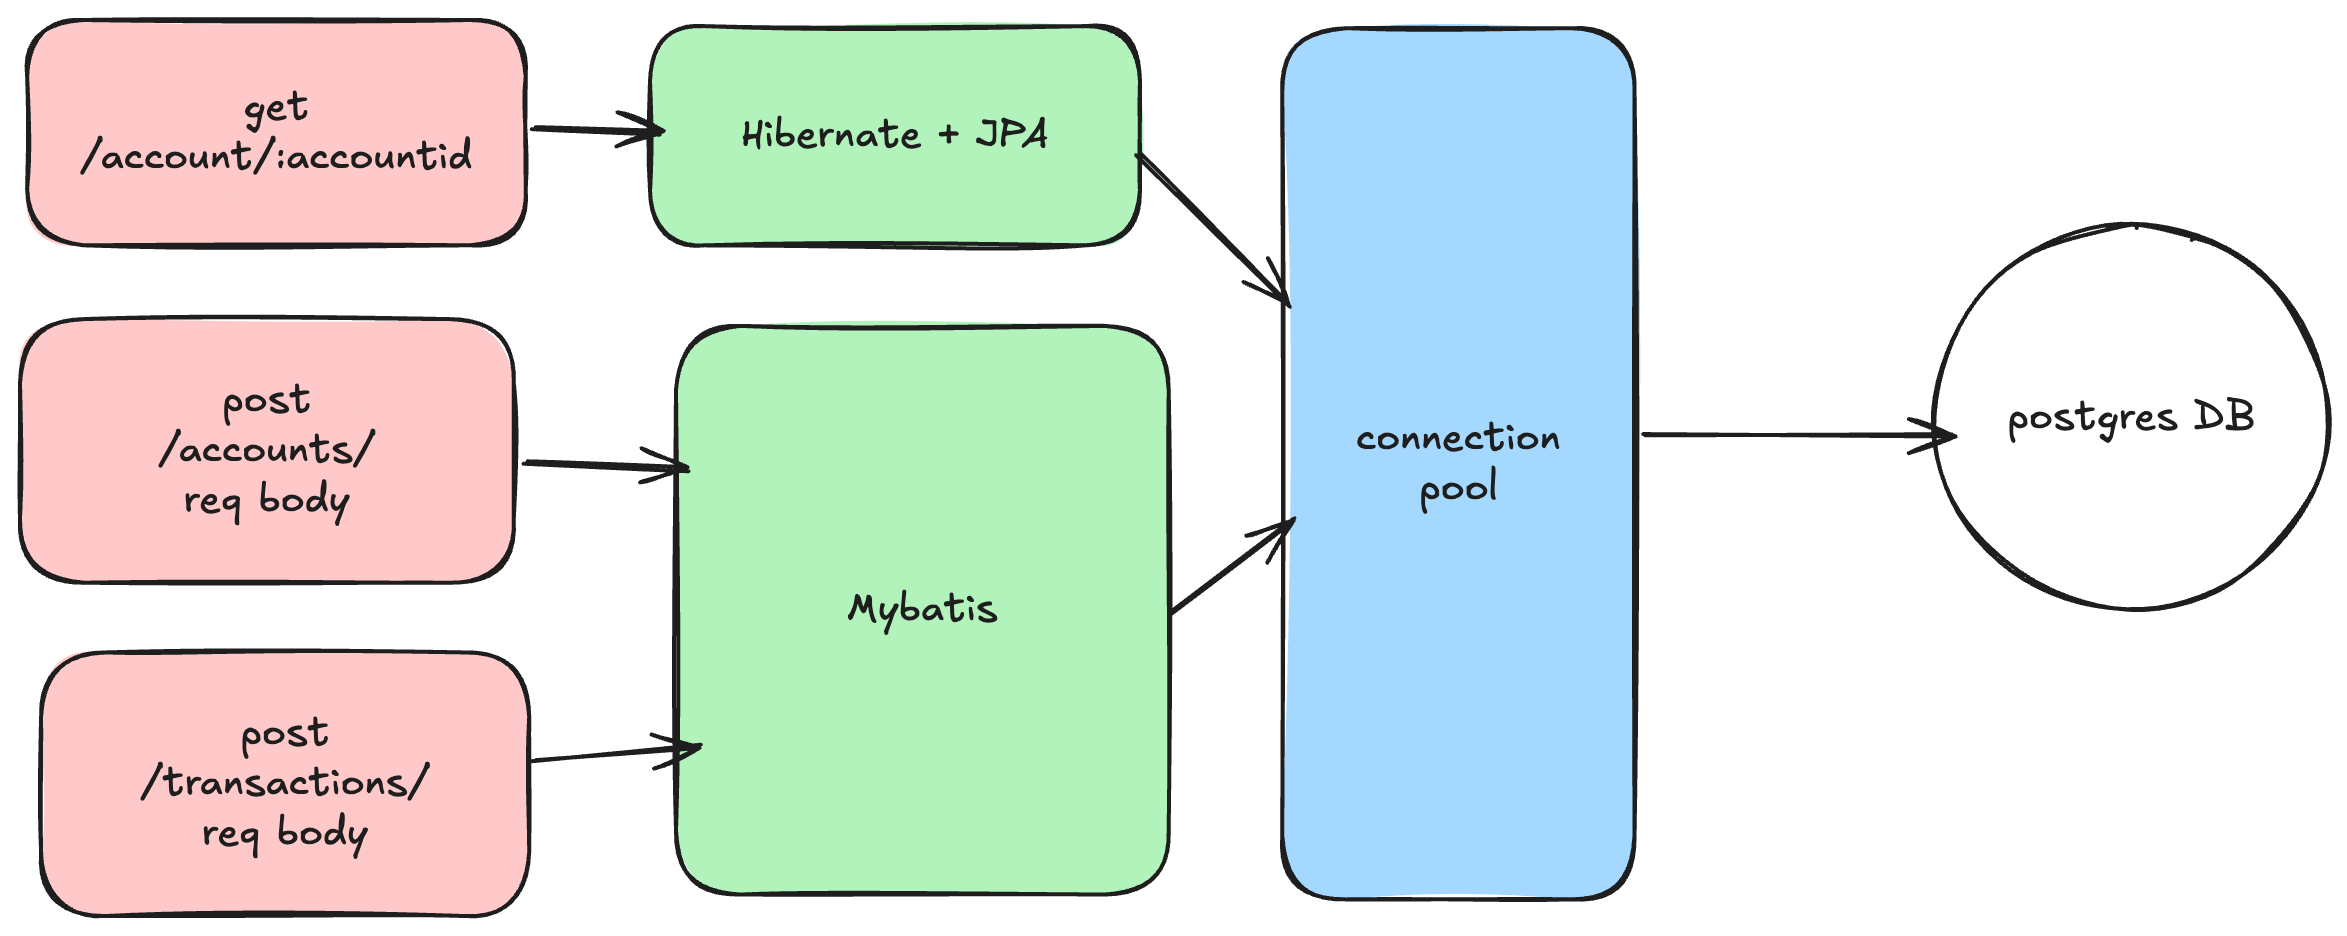 get
/account/:accountid
Hibernate + JPA
post
/accounts/
req body
Mybatis
post
/transactions/
req body
connection
pool
postgres DB